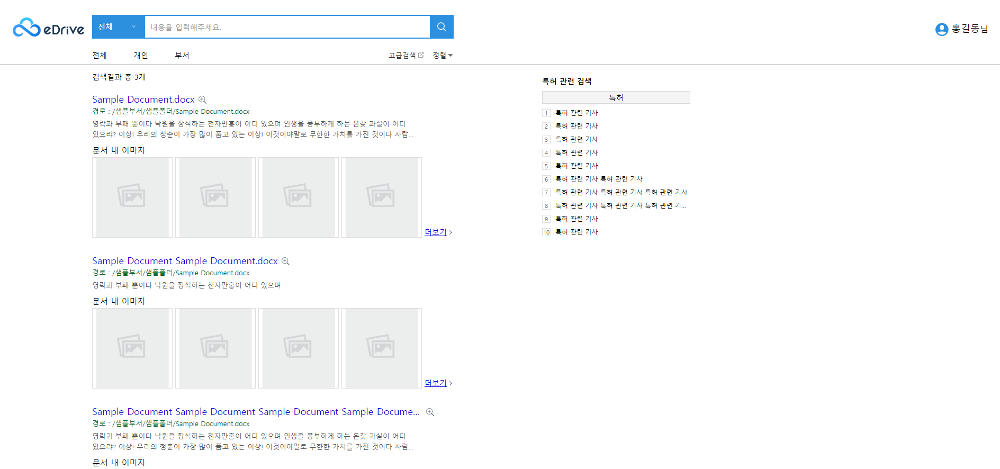 eDrive
전체
내용을 입력해주세요.
홍길동님
전체 개인 부서 고급검색 정렬
검색결과 총 3개
Sample Document.docx
경로 : /샘플부서/샘플폴더/Sample Document.docx
영락과 부패 뿐이다 낙원을 장식하는 천자만홍이 어디 있으며 인생을 풍부하게 하는 온갖 과실이 어디
있으랴? 이상! 우리의 청춘이 가장 많이 품고 있는 이상! 이것이야말로 무한한 가치를 가진 것이다 사람...
문서 내 이미지
더보기
Sample Document Sample Document.docx
경로 : /샘플부서/샘플폴더/Sample Document.docx
영락과 부패 뿐이다 낙원을 장식하는 천자만홍이 어디 있으며
문서 내 이미지
더보기
Sample Document Sample Document Sample Document Sample Docume...
경로 : /샘플부서/샘플폴더/Sample Document.docx
영락과 부패 뿐이다 낙원을 장식하는 천자만홍이 어디 있으며 인생을 풍부하게 하는 온갖 과실이 어디
있으랴? 이상! 우리의 청춘이 가장 많이 품고 있는 이상! 이것이야말로 무한한 가치를 가진 것이다 사람...
문서 내 이미지
특허 관련 검색
특허
1 특허 관련 기사
2 특허 관련 기사
3 특허 관련 기사
4 특허 관련 기사
5 특허 관련 기사
6 특허 관련 기사 특허 관련 기사
7 특허 관련 기사 특허 관련 기사 특허 관련 기사
8 특허 관련 기사 특허 관련 기사 특허 관련 기...
9 특허 관련 기사
10 특허 관련 기사